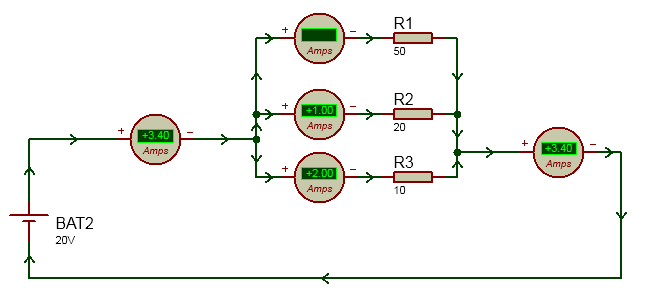 + − R1
Amps 50
+ +1.00 − R2
Amps 20
+ +3.40 −
Amps
+ +2.00 − R3
Amps 10
+ +3.40 −
Amps
BAT2
20V